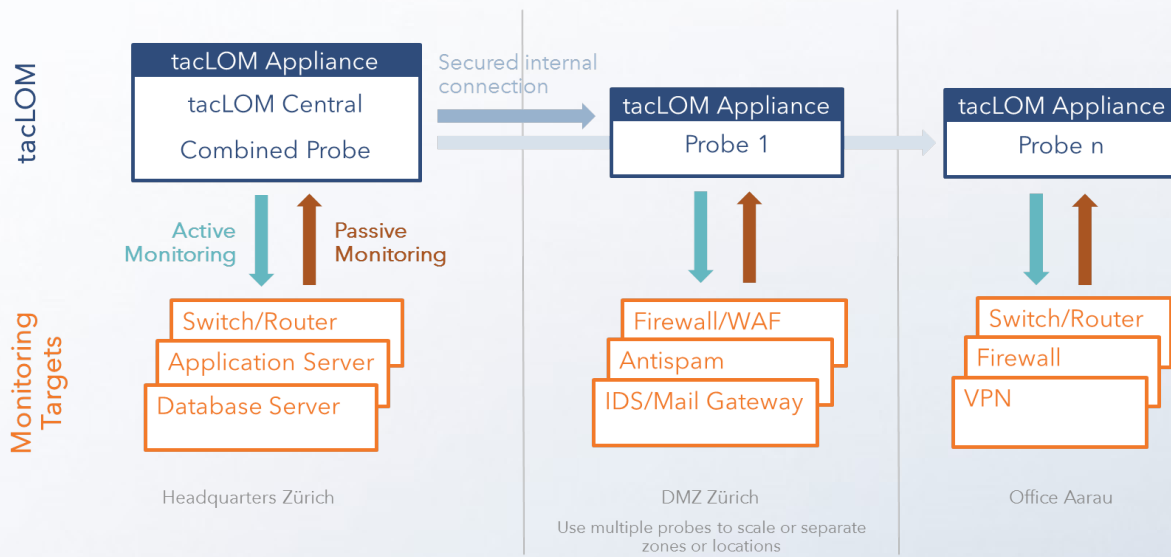 tacLOM
tacLOM Appliance
tacLOM Central
Combined Probe
Secured internal
connection
tacLOM Appliance
Probe 1
tacLOM Appliance
Probe n
Active
Monitoring
Passive
Monitoring
Monitoring
Targets
Switch/Router
Application Server
Database Server
Firewall/WAF
Antispam
IDS/Mail Gateway
Switch/Router
Firewall
VPN
Headquarters Zürich
DMZ Zürich
Office Aarau
Use multiple probes to scale or separate
zones or locations